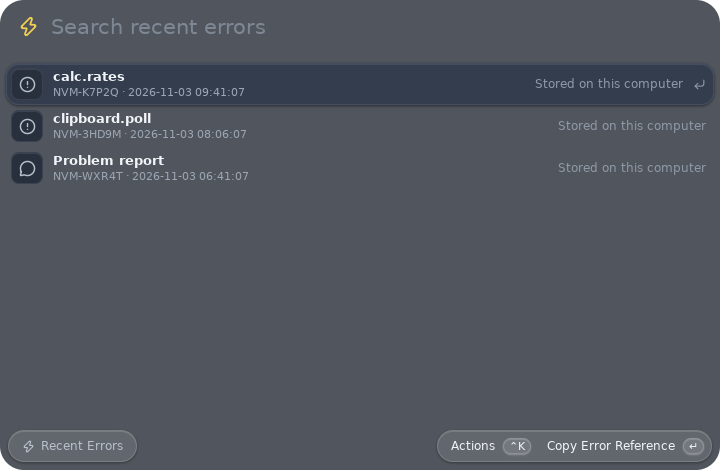 Search recent errors
calc.rates
NVM-K7P2Q · 2026-11-03 09:41:07
Stored on this computer ↵
clipboard.poll
NVM-3HD9M · 2026-11-03 08:06:07
Stored on this computer
Problem report
NVM-WXR4T · 2026-11-03 06:41:07
Stored on this computer
Recent Errors
Actions ^K Copy Error Reference ↵